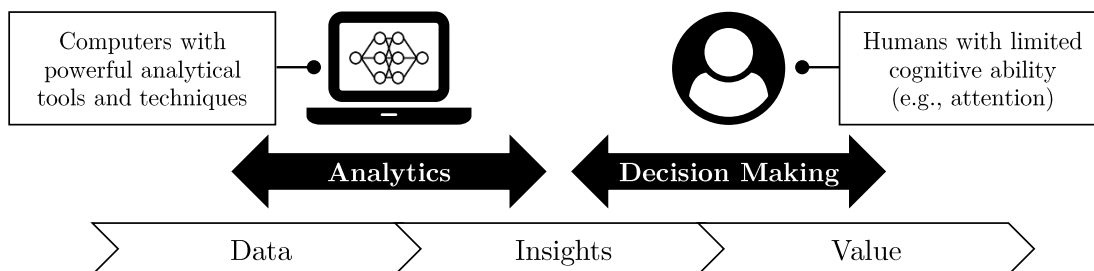 Computers with
powerful analytical
tools and techniques
Humans with limited
cognitive ability
(e.g., attention)
Analytics
Decision Making
Data
Insights
Value